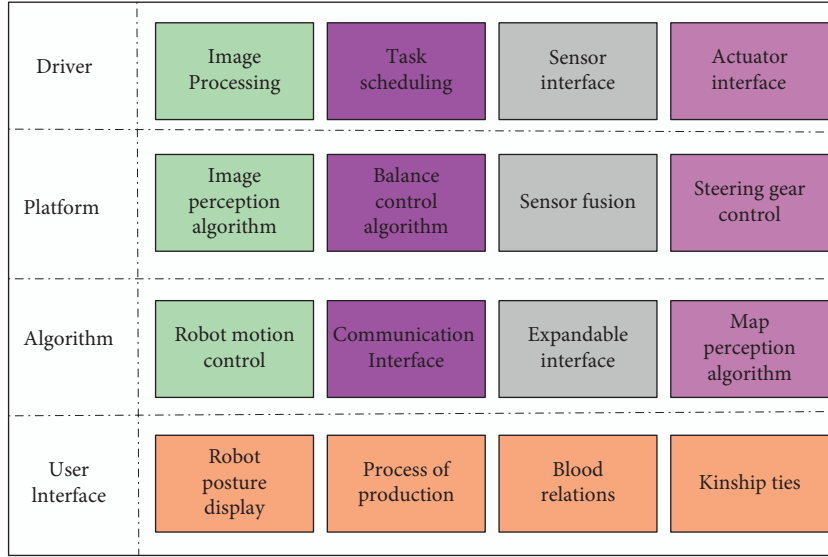 Driver
Image
Processing
Task
scheduling
Sensor
interface
Actuator
interface
Platform
Image
perception
algorithm
Balance
control
algorithm
Sensor fusion
Steering gear
control
Algorithm
Robot motion
control
Communication
Interface
Expandable
interface
Map
perception
algorithm
User
lnterface
Robot
posture
display
Process of
production
Blood
relations
Kinship ties